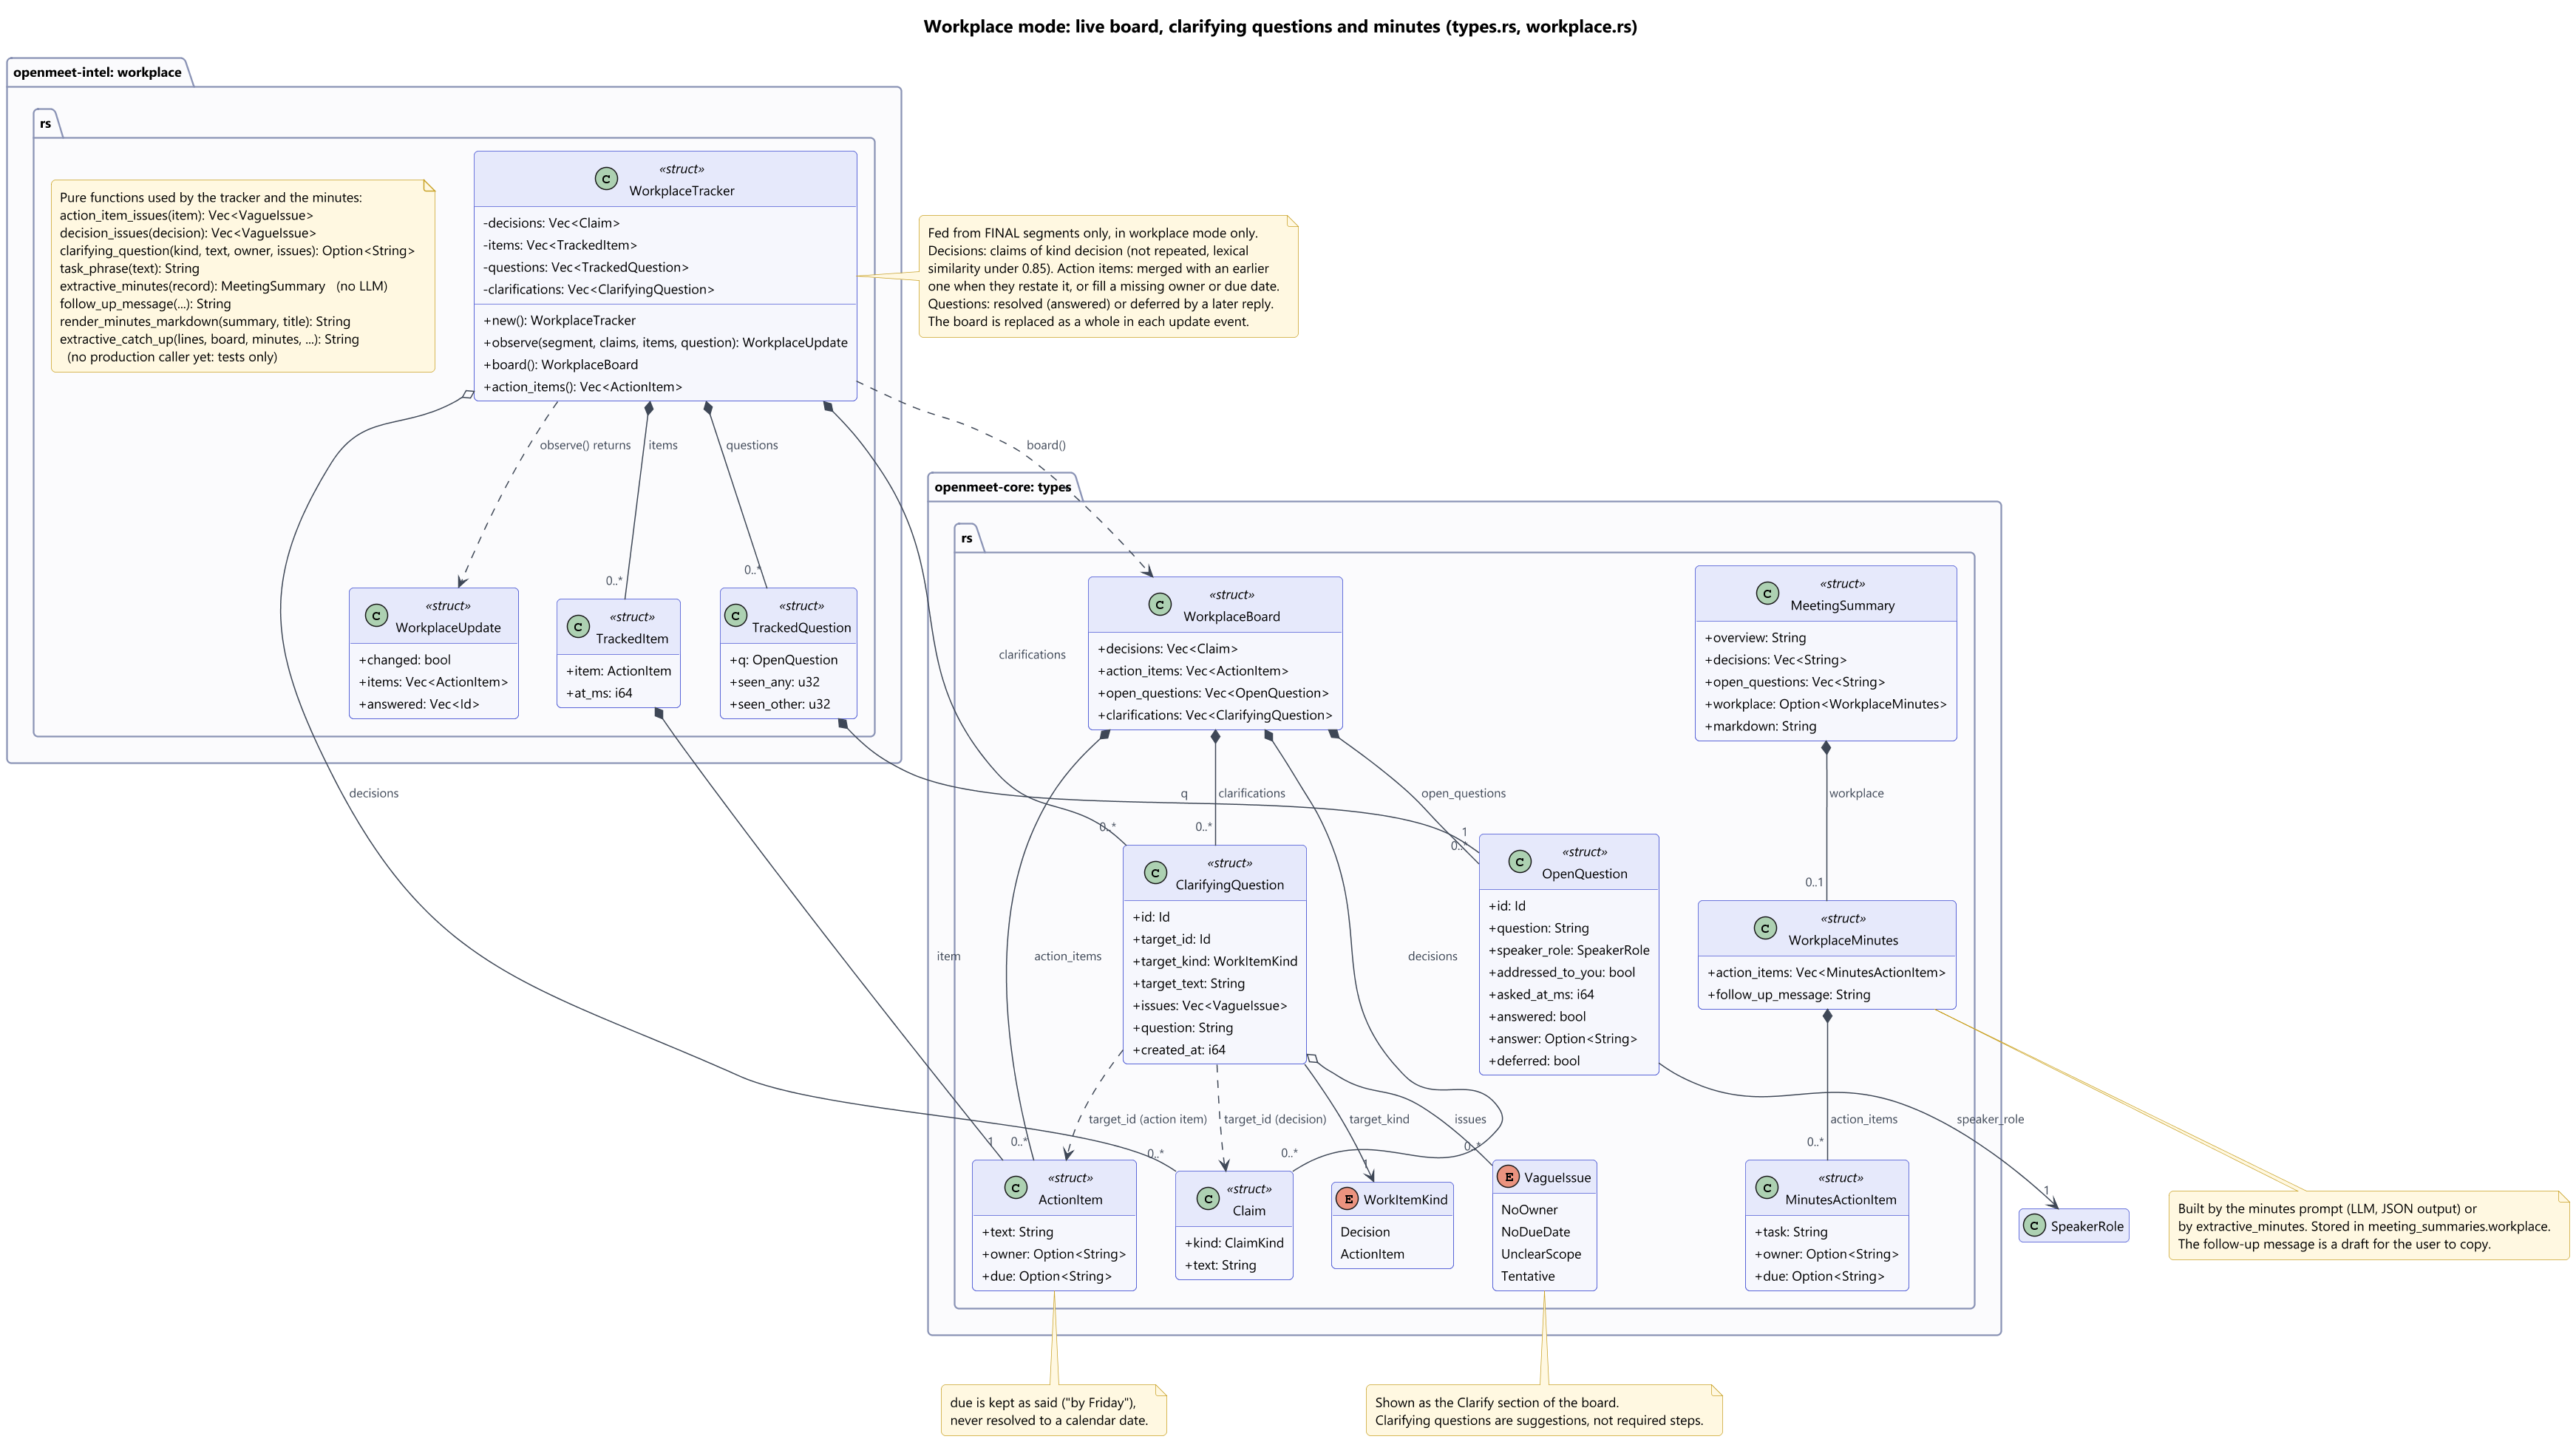 Workplace mode: live board, clarifying questions and minutes (types.rs, workplace.rs)
openmeet-intel: workplace
rs
Pure functions used by the tracker and the minutes:
action_item_issues(item): Vec<VagueIssue>
decision_issues(decision): Vec<VagueIssue>
clarifying_question(kind, text, owner, issues): Option<String>
task_phrase(text): String
extractive_minutes(record): MeetingSummary   (no LLM)
follow_up_message(...): String
render_minutes_markdown(summary, title): String
extractive_catch_up(lines, board, minutes, ...): String
(no production caller yet: tests only)
C
«struct»
WorkplaceTracker
-decisions: Vec<Claim>
-items: Vec<TrackedItem>
-questions: Vec<TrackedQuestion>
-clarifications: Vec<ClarifyingQuestion>
+new(): WorkplaceTracker
+observe(segment, claims, items, question): WorkplaceUpdate
+board(): WorkplaceBoard
+action_items(): Vec<ActionItem>
Fed from FINAL segments only, in workplace mode only.
Decisions: claims of kind decision (not repeated, lexical
similarity under 0.85). Action items: merged with an earlier
one when they restate it, or fill a missing owner or due date.
Questions: resolved (answered) or deferred by a later reply.
The board is replaced as a whole in each update event.
observe() returns
items
questions
board()
0..*
0..*
C
«struct»
WorkplaceUpdate
+changed: bool
+items: Vec<ActionItem>
+answered: Vec<Id>
C
«struct»
TrackedItem
+item: ActionItem
+at_ms: i64
C
«struct»
TrackedQuestion
+q: OpenQuestion
+seen_any: u32
+seen_other: u32
openmeet-core: types
rs
clarifications
C
«struct»
WorkplaceBoard
+decisions: Vec<Claim>
+action_items: Vec<ActionItem>
+open_questions: Vec<OpenQuestion>
+clarifications: Vec<ClarifyingQuestion>
C
«struct»
MeetingSummary
+overview: String
+decisions: Vec<String>
+open_questions: Vec<String>
+workplace: Option<WorkplaceMinutes>
+markdown: String
decisions
q
clarifications
open_questions
workplace
0..*
0..*
1
0..*
0..1
C
«struct»
ClarifyingQuestion
+id: Id
+target_id: Id
+target_kind: WorkItemKind
+target_text: String
+issues: Vec<VagueIssue>
+question: String
+created_at: i64
C
«struct»
OpenQuestion
+id: Id
+question: String
+speaker_role: SpeakerRole
+addressed_to_you: bool
+asked_at_ms: i64
+answered: bool
+answer: Option<String>
+deferred: bool
C
«struct»
WorkplaceMinutes
+action_items: Vec<MinutesActionItem>
+follow_up_message: String
item
action_items
decisions
target_id (action item)
target_id (decision)
target_kind
issues
action_items
speaker_role
1
0..*
0..*
0..*
1
0..*
0..*
1
C
«struct»
ActionItem
+text: String
+owner: Option<String>
+due: Option<String>
C
«struct»
Claim
+kind: ClaimKind
+text: String
E
WorkItemKind
Decision
ActionItem
E
VagueIssue
NoOwner
NoDueDate
UnclearScope
Tentative
C
«struct»
MinutesActionItem
+task: String
+owner: Option<String>
+due: Option<String>
C
SpeakerRole
Built by the minutes prompt (LLM, JSON output) or
by extractive_minutes. Stored in meeting_summaries.workplace.
The follow-up message is a draft for the user to copy.
due is kept as said ("by Friday"),
never resolved to a calendar date.
Shown as the Clarify section of the board.
Clarifying questions are suggestions, not required steps.